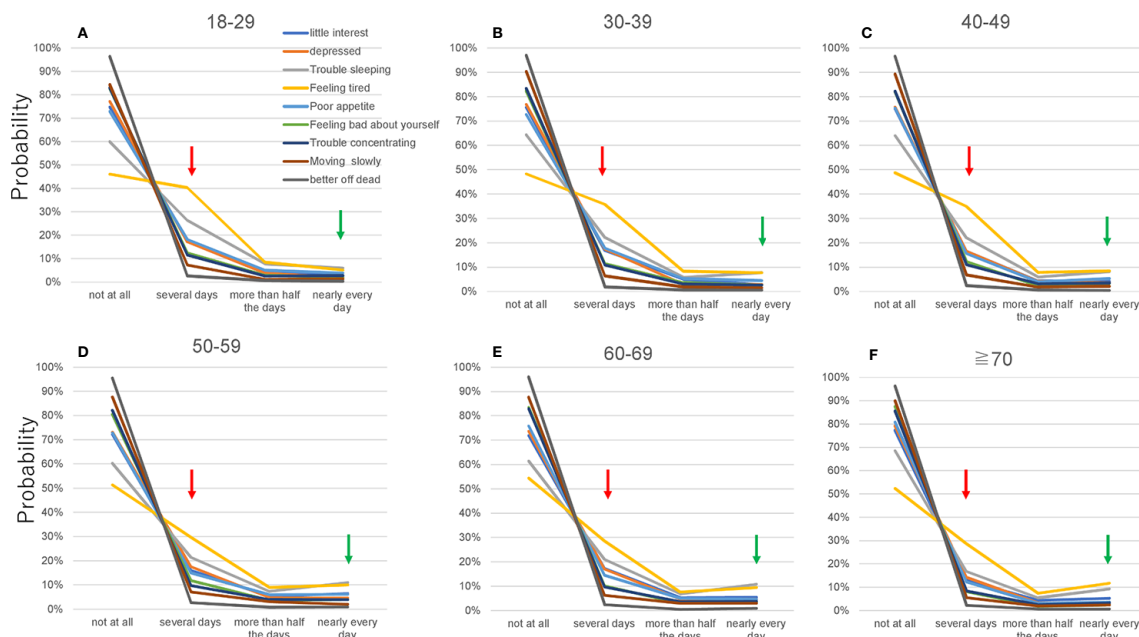 A 18-29
100%
90%
80%
70%
60%
50%
40%
30%
20%
10%
0%
Probability
little interest
depressed
Trouble sleeping
Feeling tired
Poor appetite
Feeling bad about yourself
Trouble concentrating
Moving slowly
better off dead
not at all several days more than half nearly every
the days day
B 30-39
100%
90%
80%
70%
60%
50%
40%
30%
20%
10%
0%
not at all several days more than half nearly every
the days day
C 40-49
100%
90%
80%
70%
60%
50%
40%
30%
20%
10%
0%
not at all several days more than half nearly every
the days day
D 50-59
100%
90%
80%
70%
60%
50%
40%
30%
20%
10%
0%
Probability
not at all several days more than half nearly every
the days day
E 60-69
100%
90%
80%
70%
60%
50%
40%
30%
20%
10%
0%
not at all several days more than half nearly every
the days day
F ≧70
100%
90%
80%
70%
60%
50%
40%
30%
20%
10%
0%
not at all several days more than half nearly every
the days day